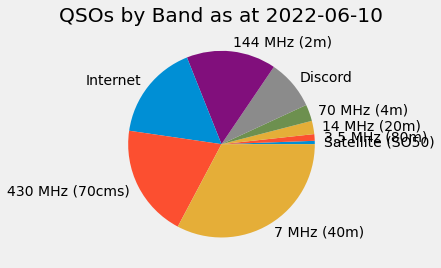 QSOs by Band as at 2022-06-10
144 MHz (2m)
Discord
Internet
70 MHz (4m)
14 MHz (20m)
3.5 MHz (80m)
Satellite (SO50)
430 MHz (70cms)
7 MHz (40m)